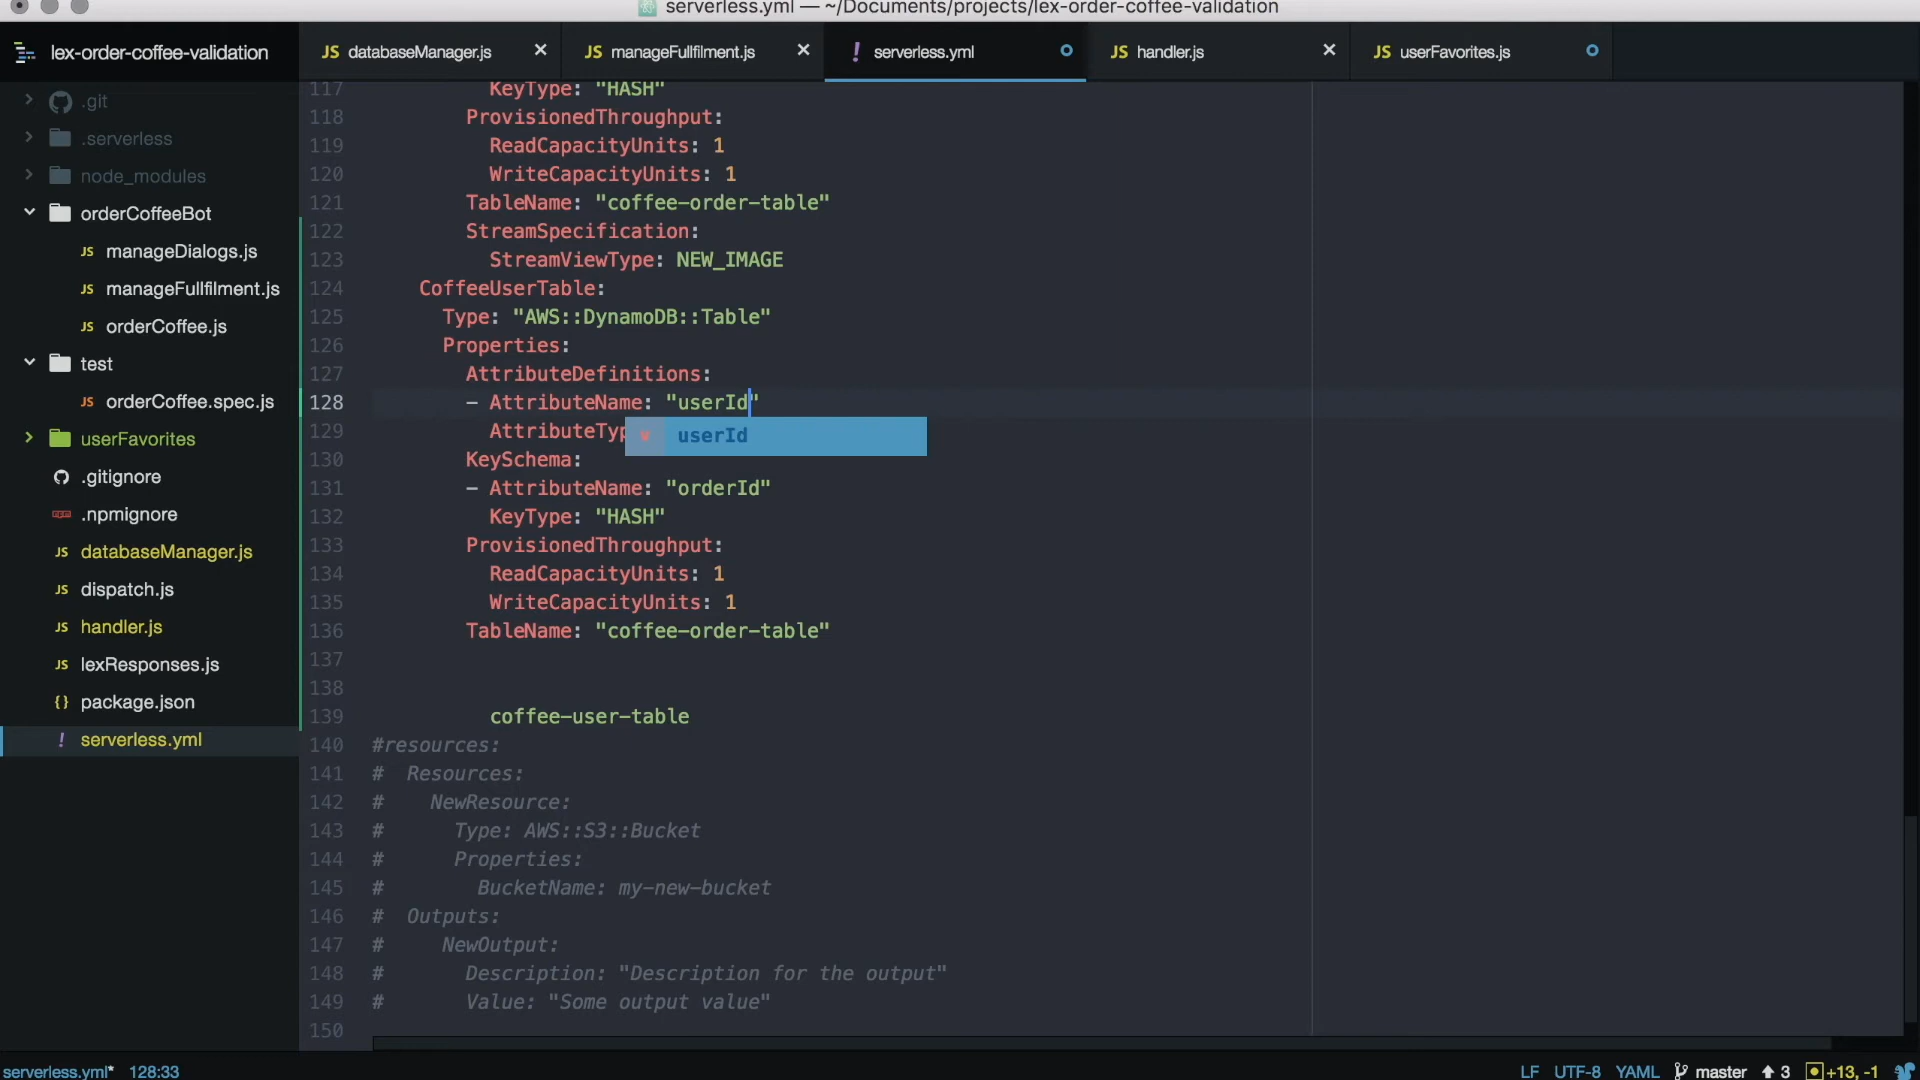 serverless.yml — ~/Documents/projects/lex-order-coffee-validation
lex-order-coffee-validation
JS databaseManager.js ×
JS manageFullfilment.js ×
! serverless.yml
JS handler.js ×
JS userFavorites.js
.git
.serverless
node_modules
orderCoffeeBot
JS manageDialogs.js
JS manageFullfilment.js
JS orderCoffee.js
test
JS orderCoffee.spec.js
userFavorites
.gitignore
.npmignore
JS databaseManager.js
JS dispatch.js
JS handler.js
JS lexResponses.js
{} package.json
! serverless.yml
117 KeyType: "HASH"
118 ProvisionedThroughput:
119 ReadCapacityUnits: 1
120 WriteCapacityUnits: 1
121 TableName: "coffee-order-table"
122 StreamSpecification:
123 StreamViewType: NEW_IMAGE
124 CoffeeUserTable:
125 Type: "AWS::DynamoDB::Table"
126 Properties:
127 AttributeDefinitions:
128 - AttributeName: "userId"
129 AttributeTyp
v userId
130 KeySchema:
131 - AttributeName: "orderId"
132 KeyType: "HASH"
133 ProvisionedThroughput:
134 ReadCapacityUnits: 1
135 WriteCapacityUnits: 1
136 TableName: "coffee-order-table"
137
138
139 coffee-user-table
140 #resources:
141 # Resources:
142 # NewResource:
143 # Type: AWS::S3::Bucket
144 # Properties:
145 # BucketName: my-new-bucket
146 # Outputs:
147 # NewOutput:
148 # Description: "Description for the output"
149 # Value: "Some output value"
150
serverless.yml* 128:33
LF UTF-8 YAML master 3 +13, -1